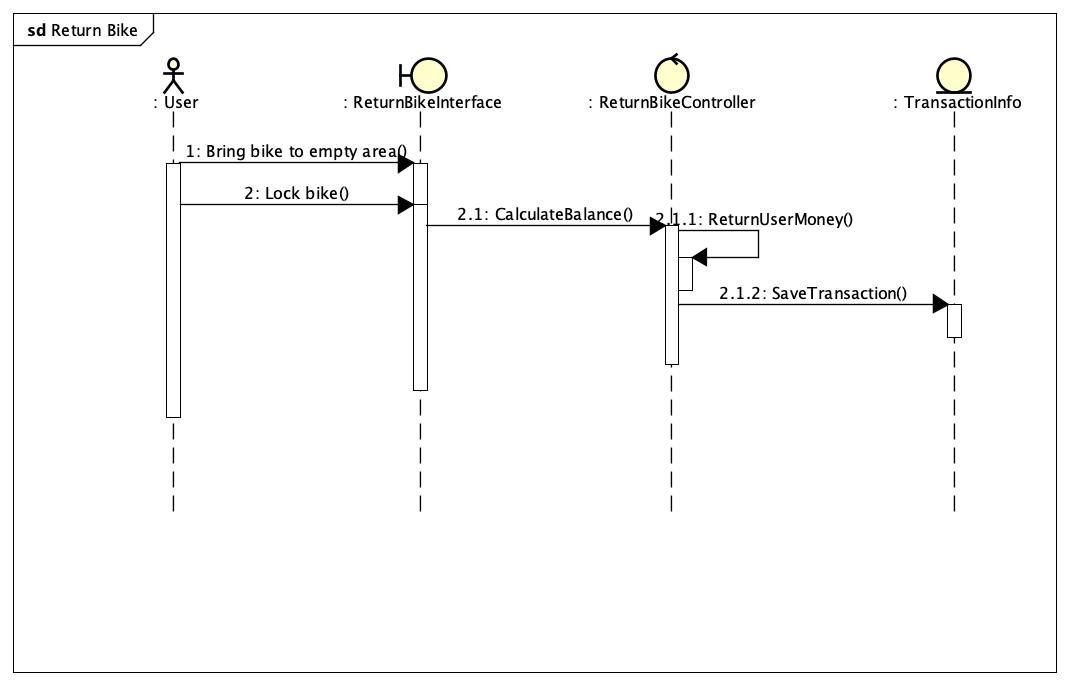 sd Return Bike
: User
: ReturnBikeInterface
: ReturnBikeController
: TransactionInfo
1: Bring bike to empty area()
2: Lock bike()
2.1: CalculateBalance()
2.1.1: ReturnUserMoney()
2.1.2: SaveTransaction()